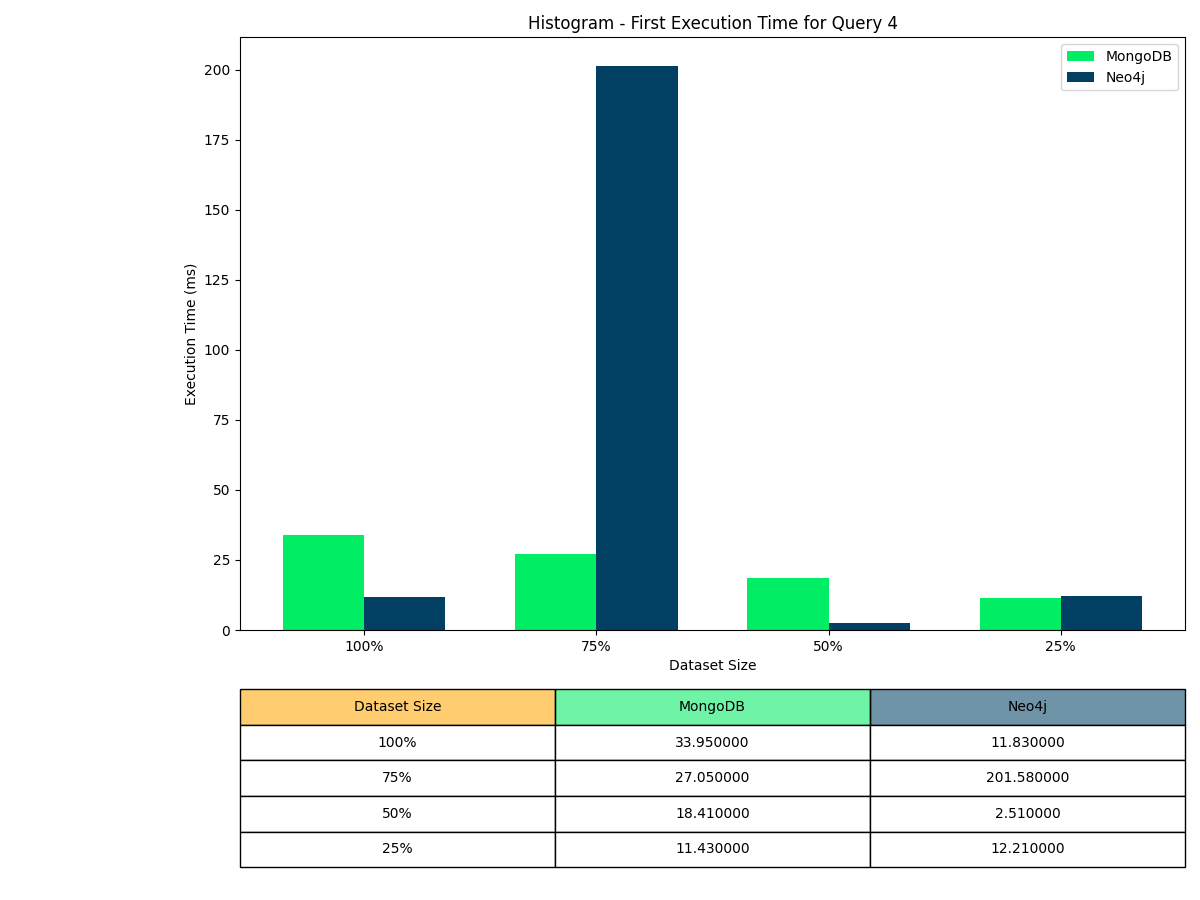 Histogram - First Execution Time for Query 4
MongoDB
Neo4j
200
175
150
125
100
75
50
25
0
Execution Time (ms)
100% 75% 50% 25%
Dataset Size
Dataset Size MongoDB Neo4j
100% 33.950000 11.830000
75% 27.050000 201.580000
50% 18.410000 2.510000
25% 11.430000 12.210000